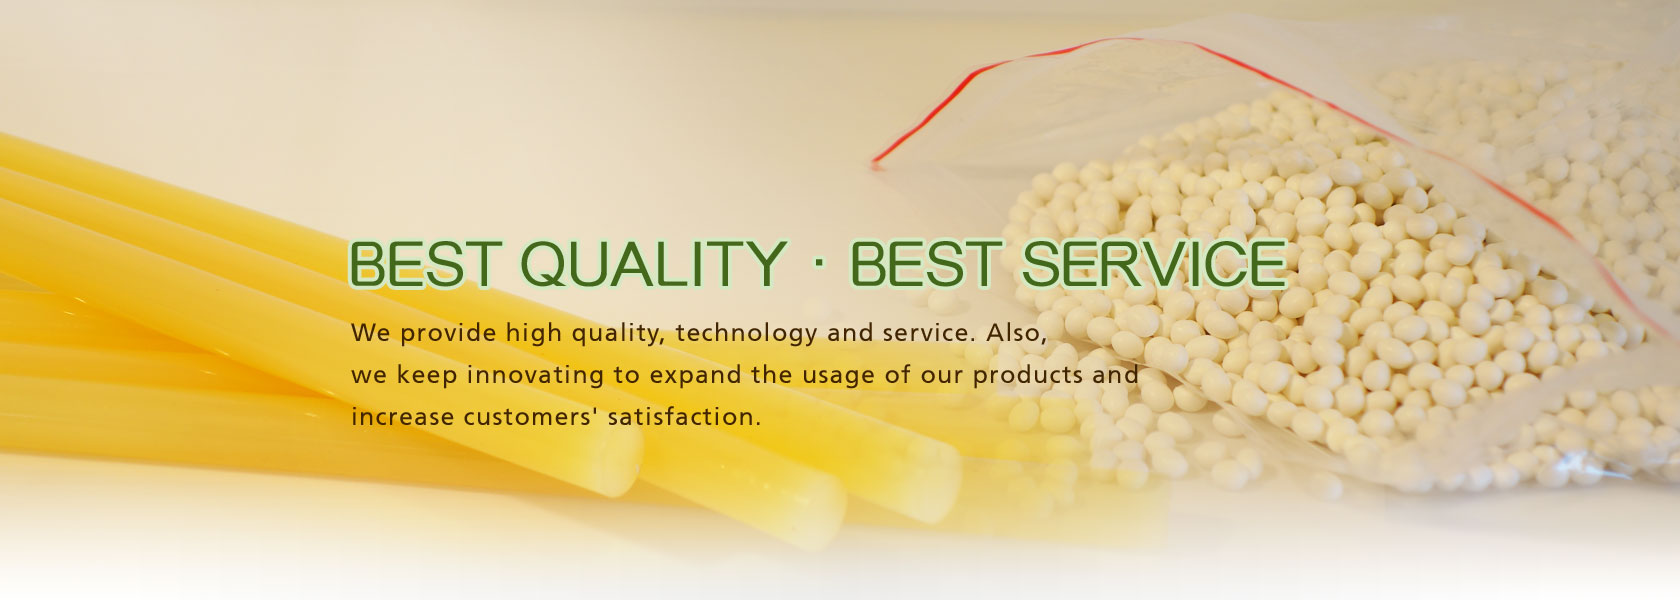 BEST QUALITY · BEST SERVICE
We provide high quality, technology and service. Also,
we keep innovating to expand the usage of our products and
increase customers' satisfaction.